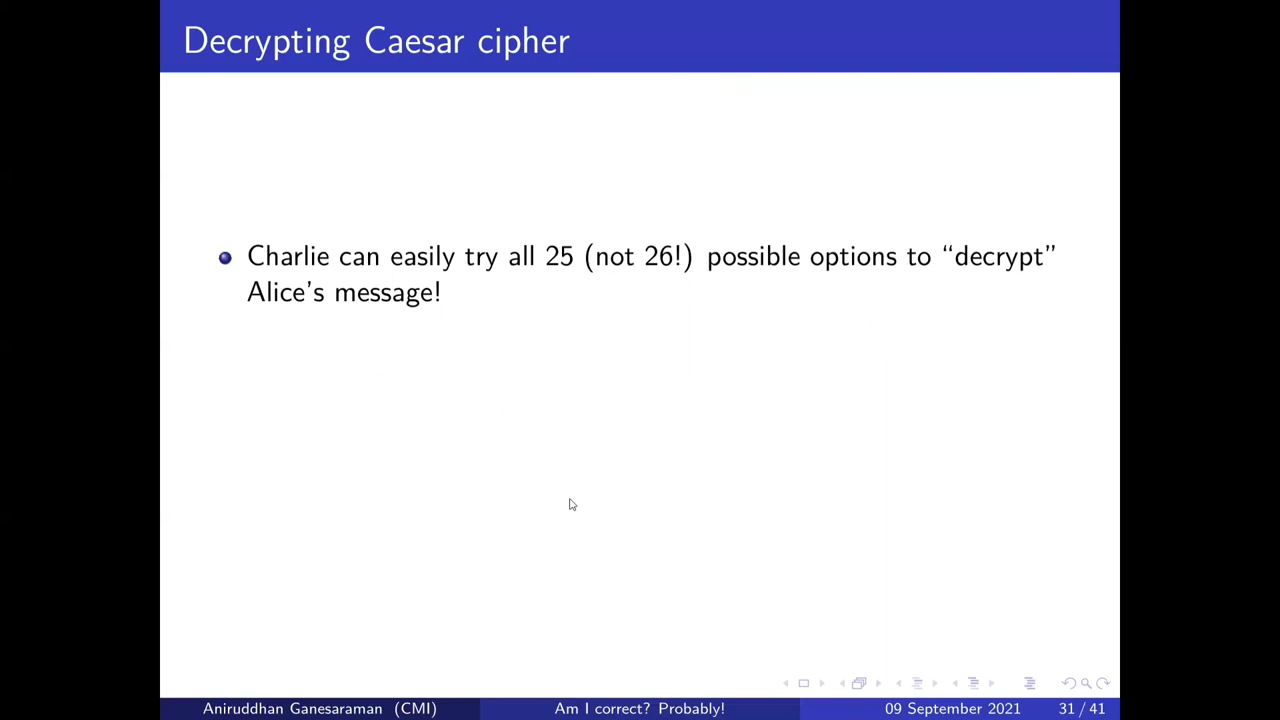 Decrypting Caesar cipher
Charlie can easily try all 25 (not 26!) possible options to “decrypt”
Alice’s message!
Aniruddhan Ganesaraman (CMI)
Am I correct? Probably!
09 September 2021
31 / 41